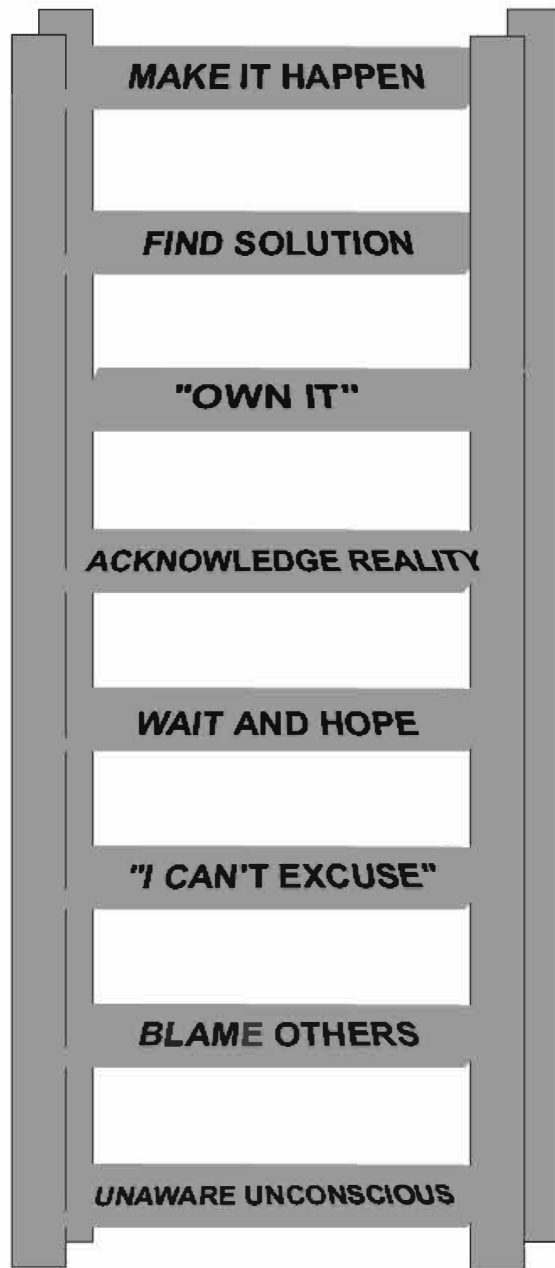 MAKE IT HAPPEN
FIND SOLUTION
"OWN IT"
ACKNOWLEDGE REALITY
WAIT AND HOPE
"I CAN'T EXCUSE"
BLAME OTHERS
UNAWARE UNCONSCIOUS